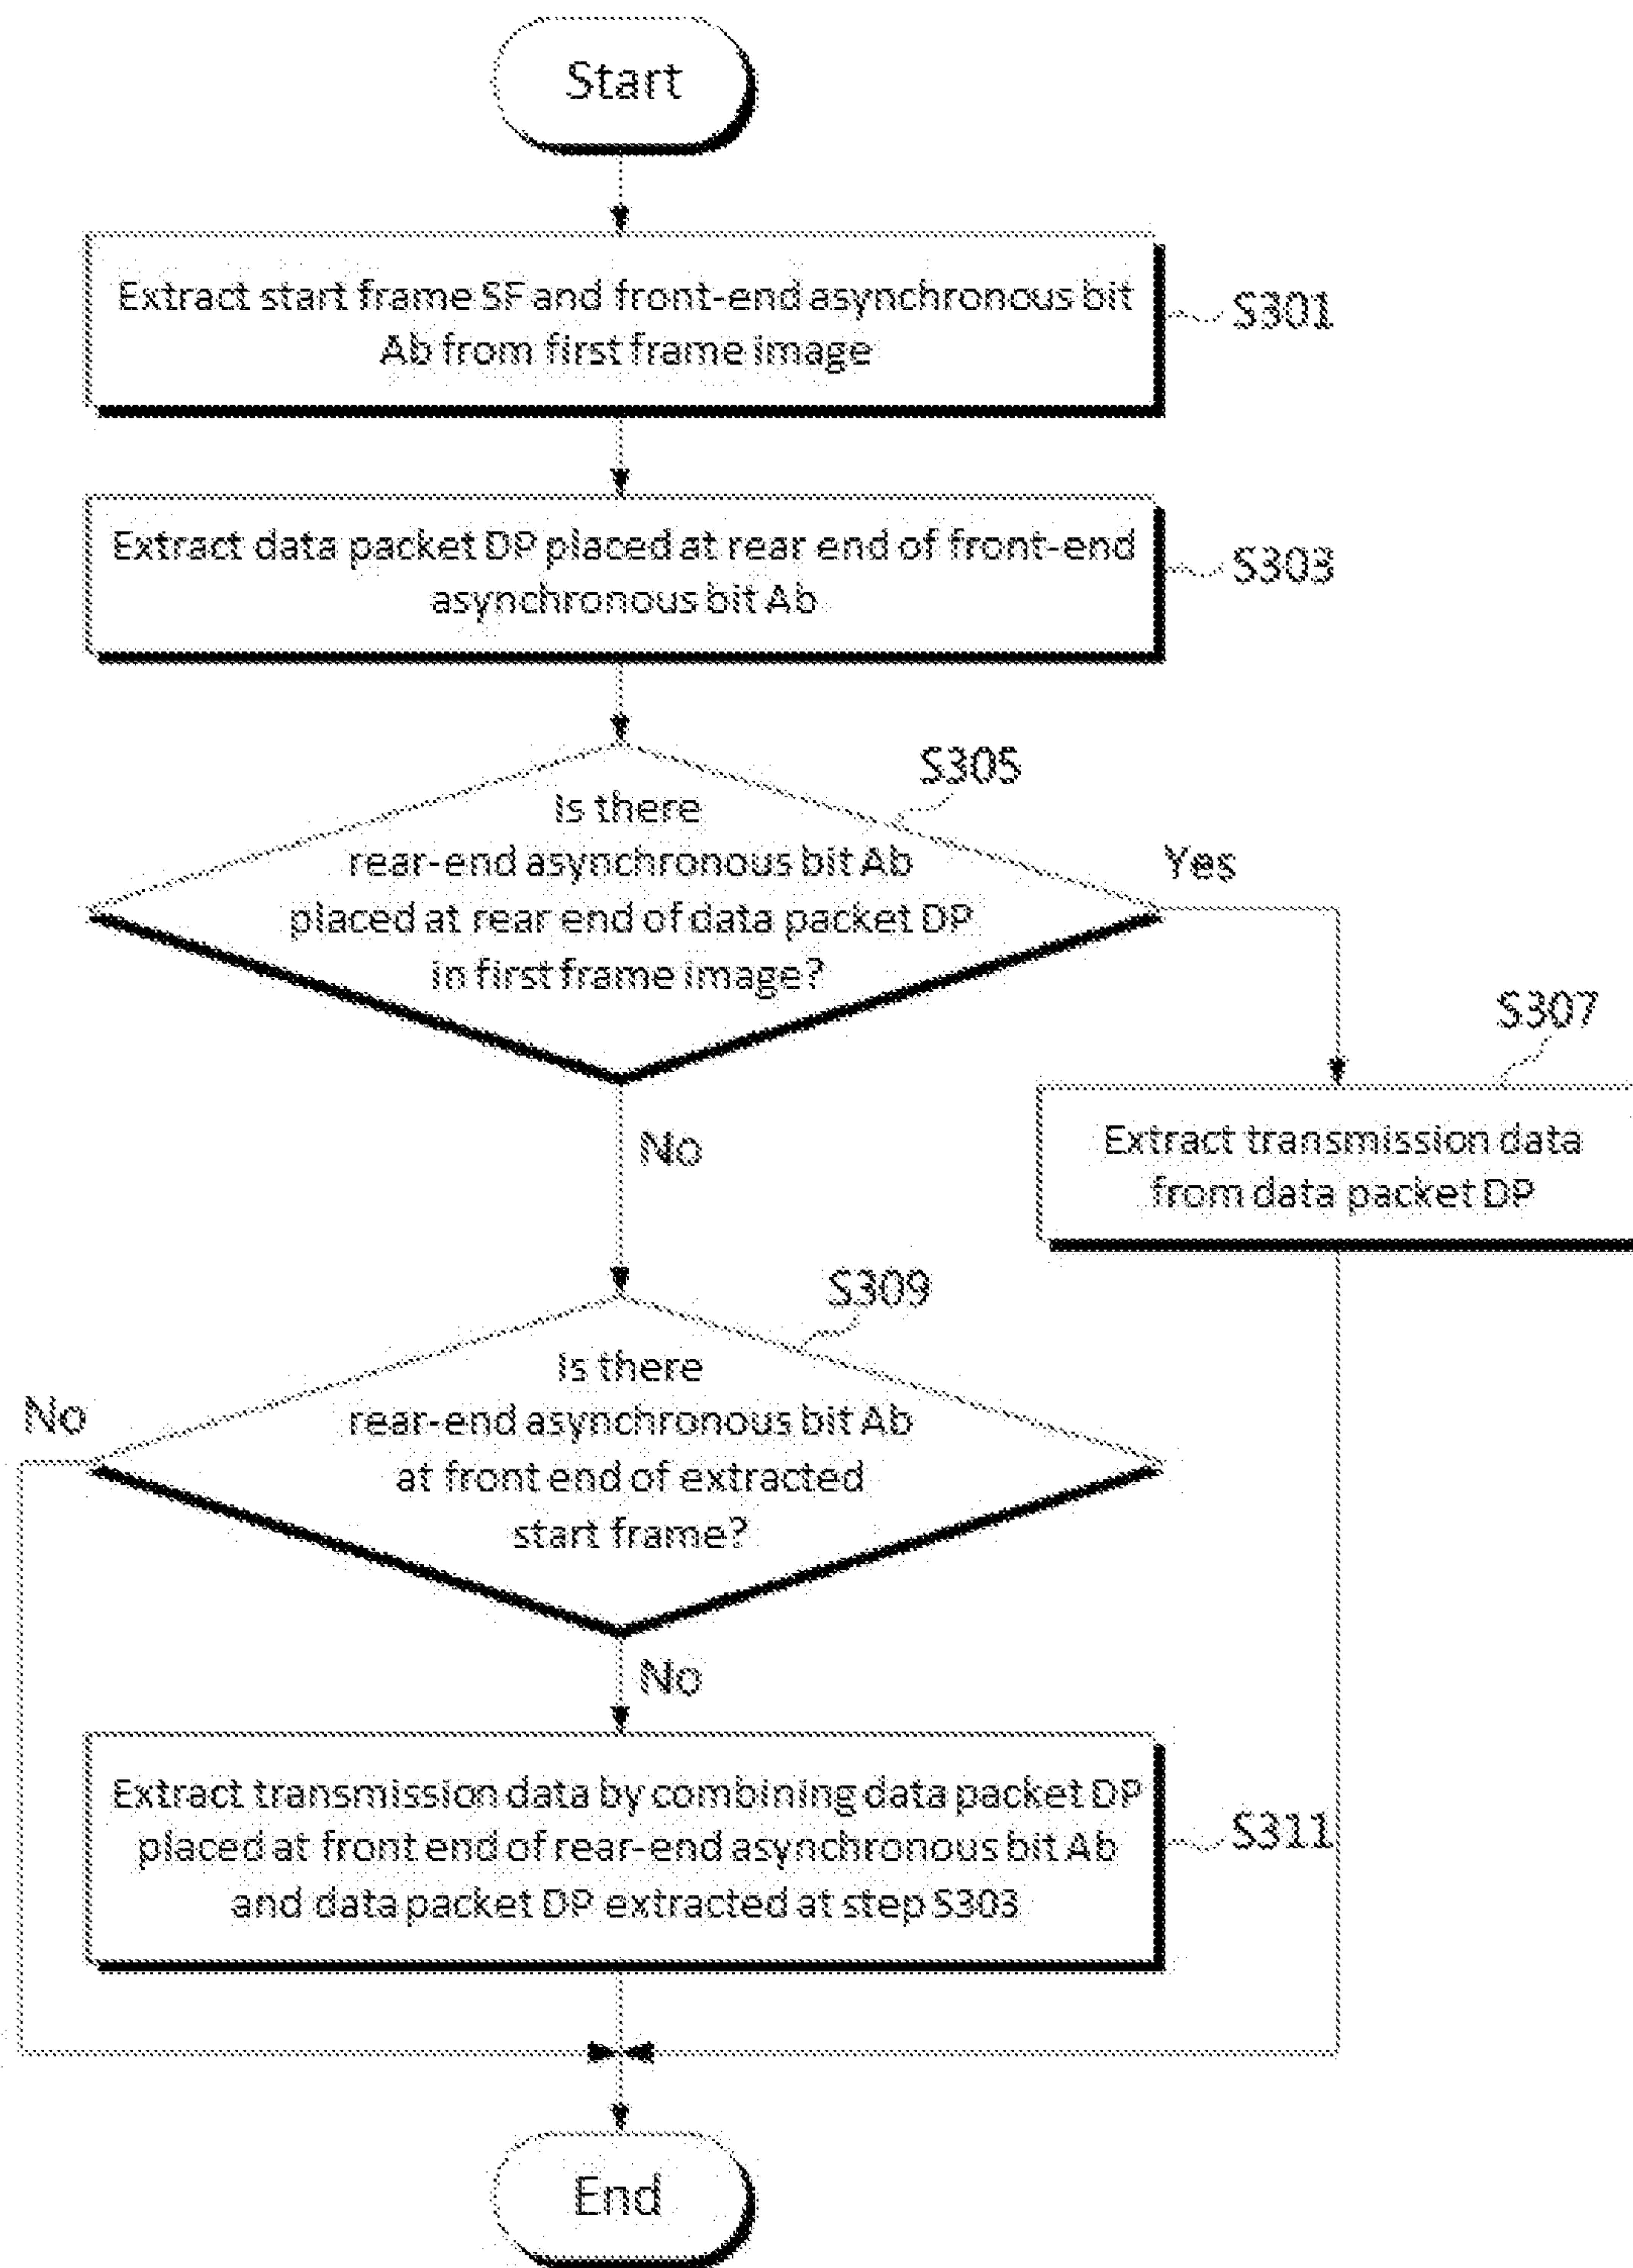 Start
Extract start frame SF and front-end asynchronous bit
Ab from first frame image
S301
Extract data packet DP placed at rear end of front-end
asynchronous bit Ab
S303
S305
Is there
rear-end asynchronous bit Ab
placed at rear end of data packet DP
in first frame image?
Yes
No
S307
Extract transmission data
from data packet DP
S309
Is there
rear-end asynchronous bit Ab
at front end of extracted
start frame?
No
No
Extract transmission data by combining data packet DP
placed at front end of rear-end asynchronous bit Ab
and data packet DP extracted at step S303
S311
End